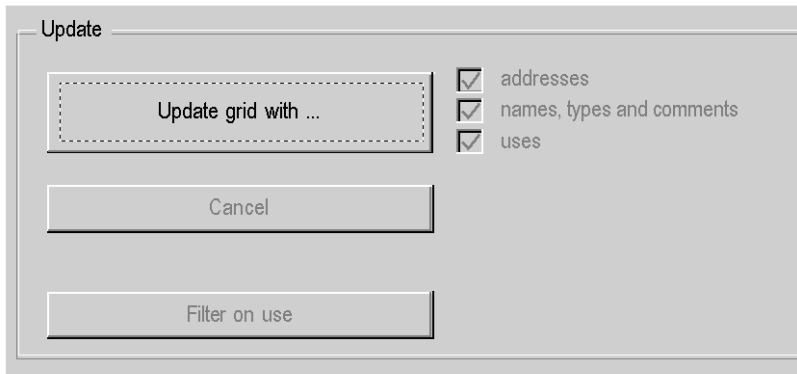 Update
Update grid with ...
addresses
names, types and comments
uses
Cancel
Filter on use